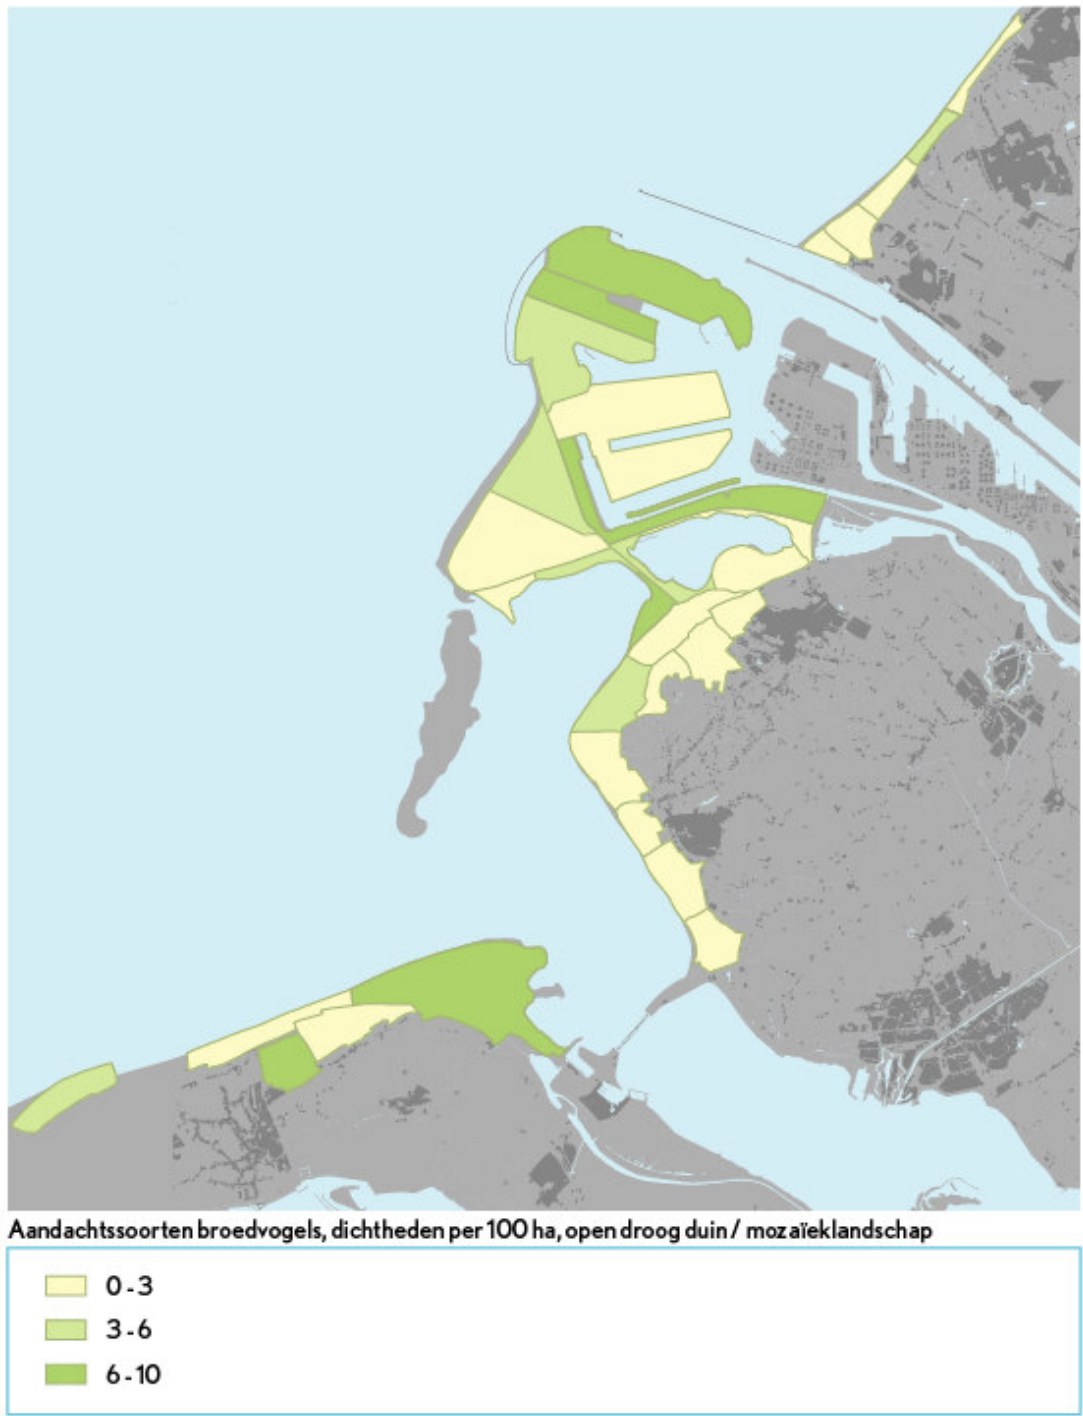 Aandachtssoorten broedvogels, dichtheden per 100 ha, open droog duin / mozaïeklandschap
0 - 3
3 - 6
6 - 10